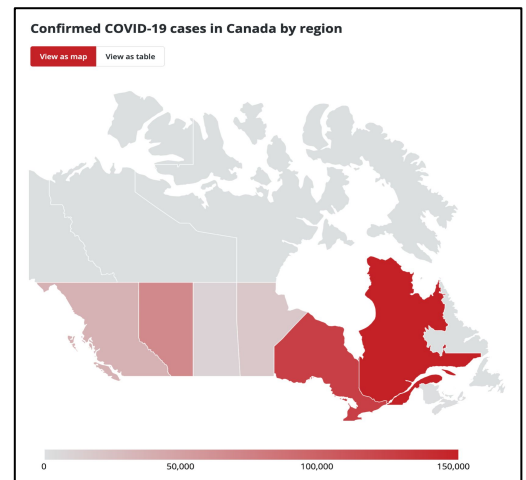 Confirmed COVID-19 cases in Canada by region
View as map View as table
0 50,000 100,000 150,000